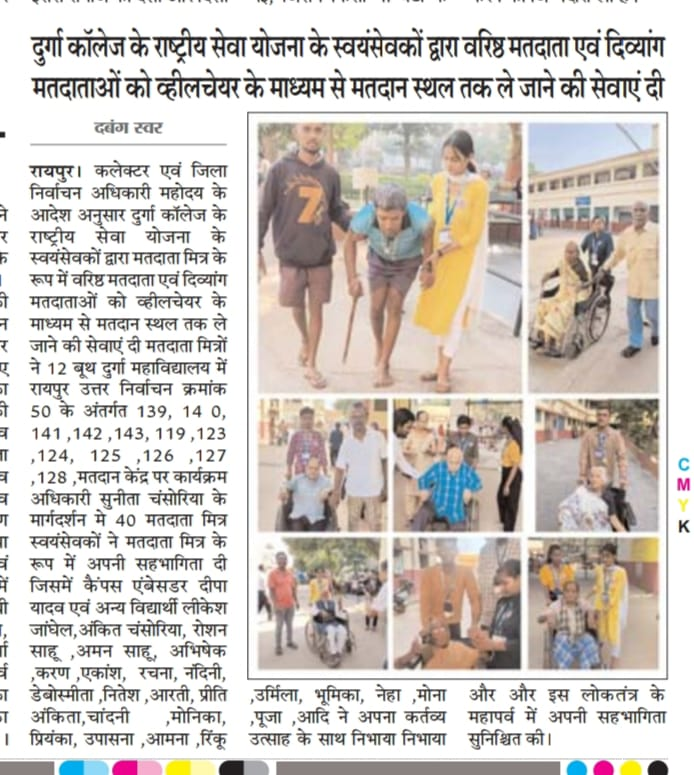 दुर्गा कॉलेज के राष्ट्रीय सेवा योजना के स्वयंसेवकों द्वारा वरिष्ठ मतदाता एवं दिव्यांग
मतदाताओं को व्हीलचेयर के माध्यम से मतदान स्थल तक ले जाने की सेवाएं दी
दबंग स्वर
रायपुर। कलेक्टर एवं जिला
निर्वाचन अधिकारी महोदय के
आदेश अनुसार दुर्गा कॉलेज के
राष्ट्रीय सेवा योजना के
स्वयंसेवकों द्वारा मतदाता मित्र के
रूप में वरिष्ठ मतदाता एवं दिव्यांग
मतदाताओं को व्हीलचेयर के
माध्यम से मतदान स्थल तक ले
जाने की सेवाएं दी मतदाता मित्रों
ने 12 बूथ दुर्गा महाविद्यालय में
रायपुर उत्तर निर्वाचन क्रमांक
50 के अंतर्गत 139, 14 0,
141 ,142 ,143, 119 ,123
,124, 125 ,126 ,127
,128 ,मतदान केंद्र पर कार्यक्रम
अधिकारी सुनीता चंसोरिया के
मार्गदर्शन मे 40 मतदाता मित्र
स्वयंसेवकों ने मतदाता मित्र के
रूप में अपनी सहभागिता दी
जिसमें कैंपस एंबेसडर दीपा
यादव एवं अन्य विद्यार्थी लीकेश
जांघेल,अंकित चंसोरिया, रोशन
साहू ,अमन साहू, अभिषेक
,करण ,एकांश, रचना, नंदिनी,
डेबोस्मीता ,नितेश ,आरती, प्रीति
अंकिता,चांदनी ,मोनिका,
प्रियंका, उपासना ,आमना ,रिंकू
,उर्मिला, भूमिका, नेहा ,मोना
,पूजा ,आदि ने अपना कर्तव्य
उत्साह के साथ निभाया निभाया
और और इस लोकतंत्र के
महापर्व में अपनी सहभागिता
सुनिश्चित की।
7
C
M
Y
K